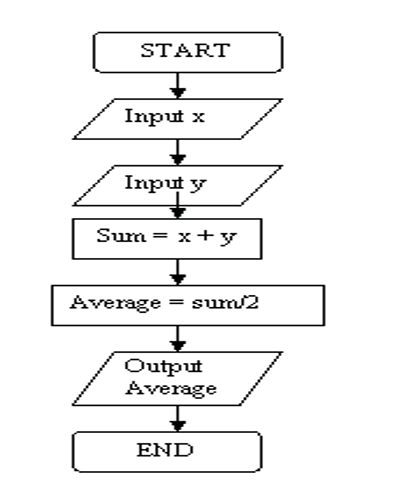 START
Input x
Input y
Sum = x + y
Average = sum/2
Output
Average
END